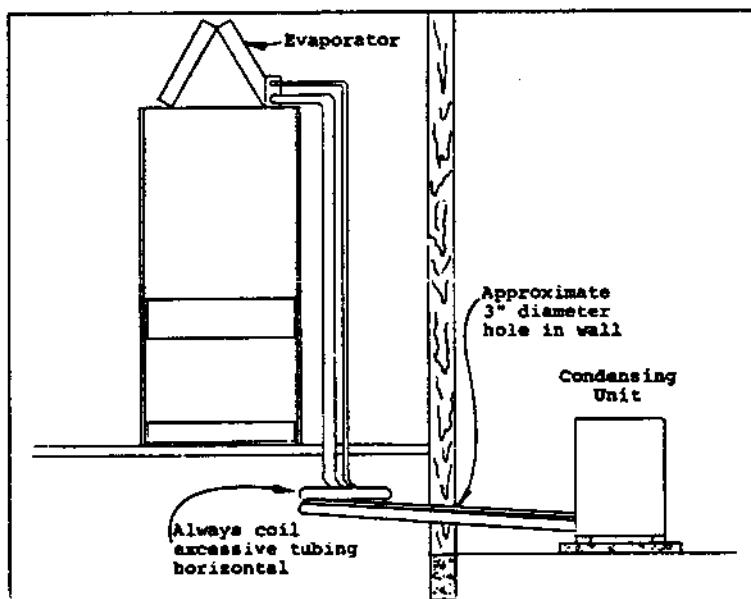 Evaporator
Approximate
3" diameter
hole in wall
Condensing
Unit
Always coil
excessive tubing
horizontal